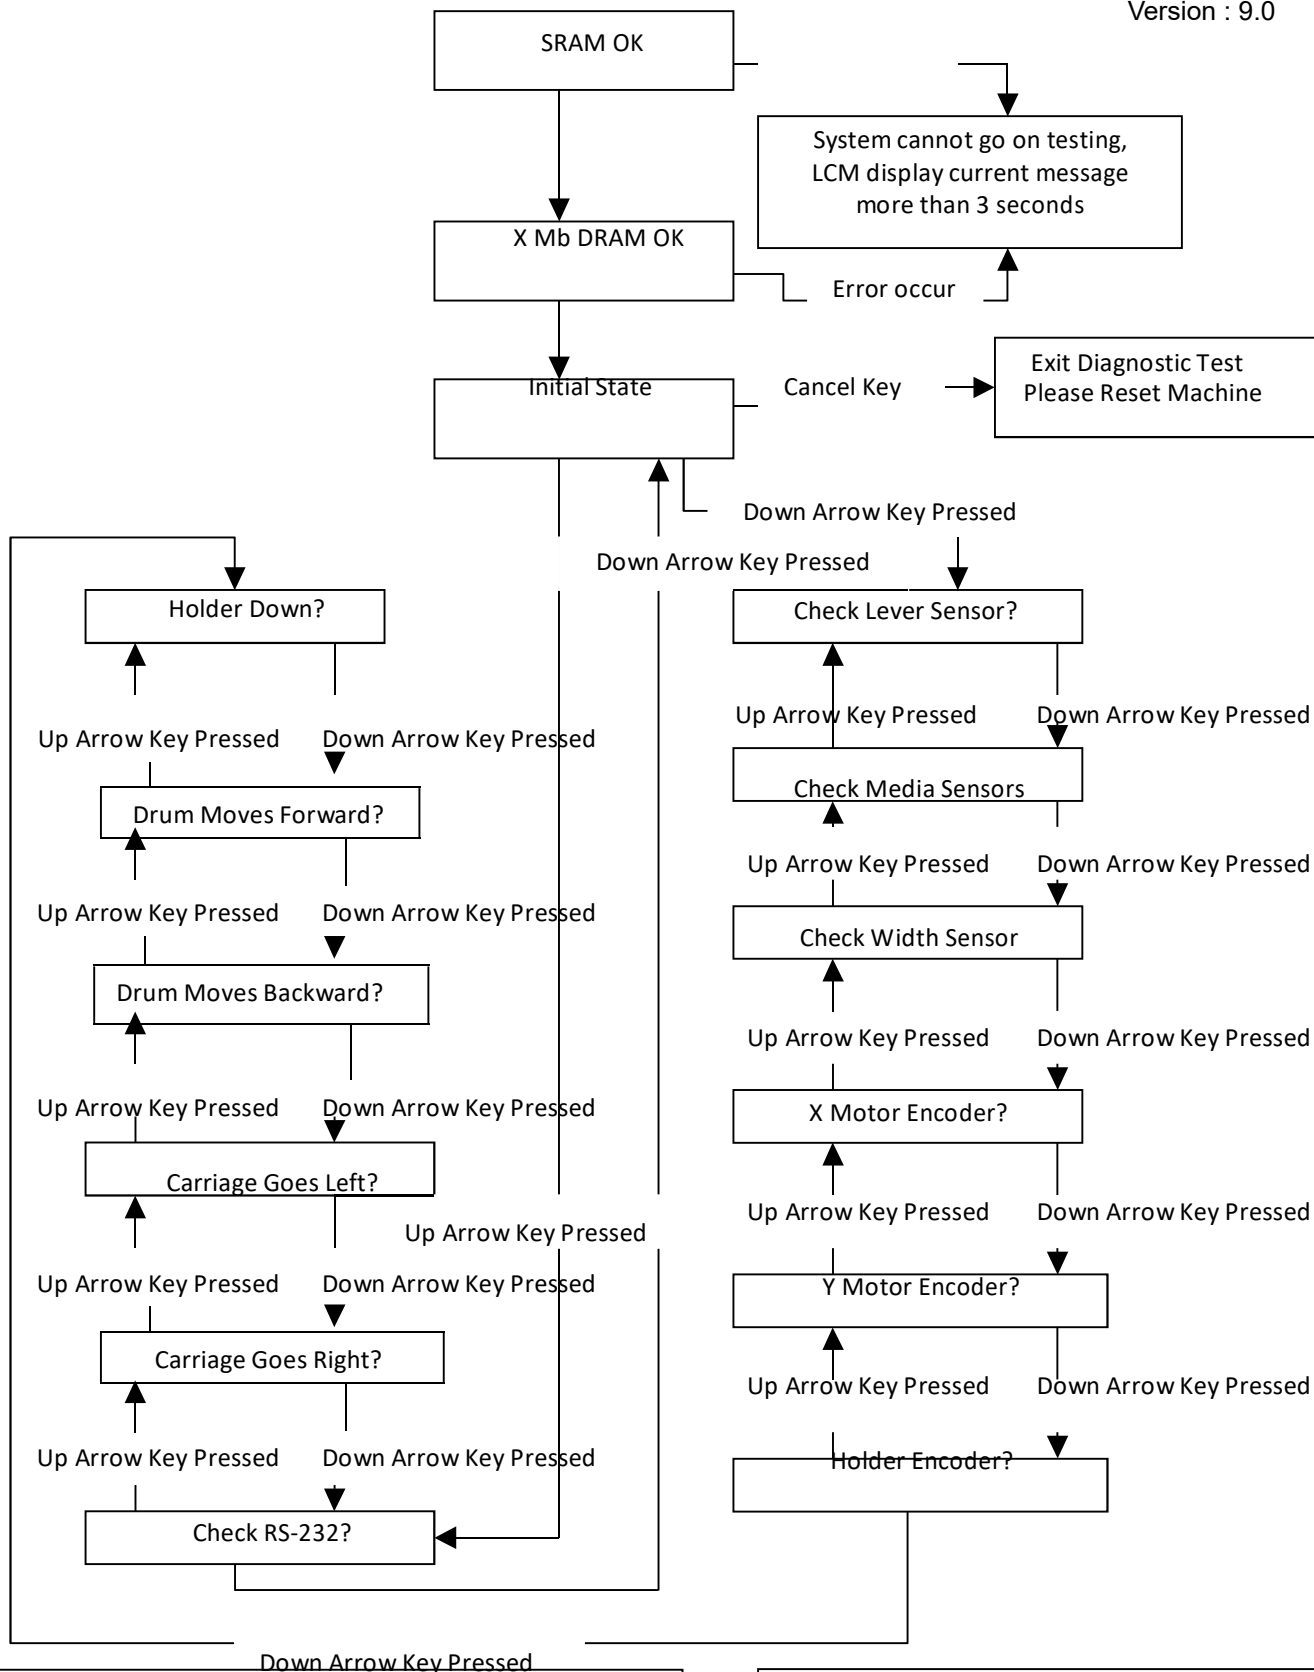 Version : 9.0
SRAM OK
System cannot go on testing,
LCM display current message
more than 3 seconds
X Mb DRAM OK
Error occur
Initial State
Cancel Key
Exit Diagnostic Test
Please Reset Machine
Down Arrow Key Pressed
Down Arrow Key Pressed
Holder Down?
Check Lever Sensor?
Up Arrow Key Pressed
Down Arrow Key Pressed
Up Arrow Key Pressed
Down Arrow Key Pressed
Check Media Sensors
Drum Moves Forward?
Up Arrow Key Pressed
Down Arrow Key Pressed
Up Arrow Key Pressed
Down Arrow Key Pressed
Check Width Sensor
Drum Moves Backward?
Up Arrow Key Pressed
Down Arrow Key Pressed
Up Arrow Key Pressed
Down Arrow Key Pressed
X Motor Encoder?
Carriage Goes Left?
Up Arrow Key Pressed
Down Arrow Key Pressed
Up Arrow Key Pressed
Up Arrow Key Pressed
Down Arrow Key Pressed
Y Motor Encoder?
Carriage Goes Right?
Up Arrow Key Pressed
Down Arrow Key Pressed
Up Arrow Key Pressed
Down Arrow Key Pressed
Holder Encoder?
Check RS-232?
Down Arrow Key Pressed